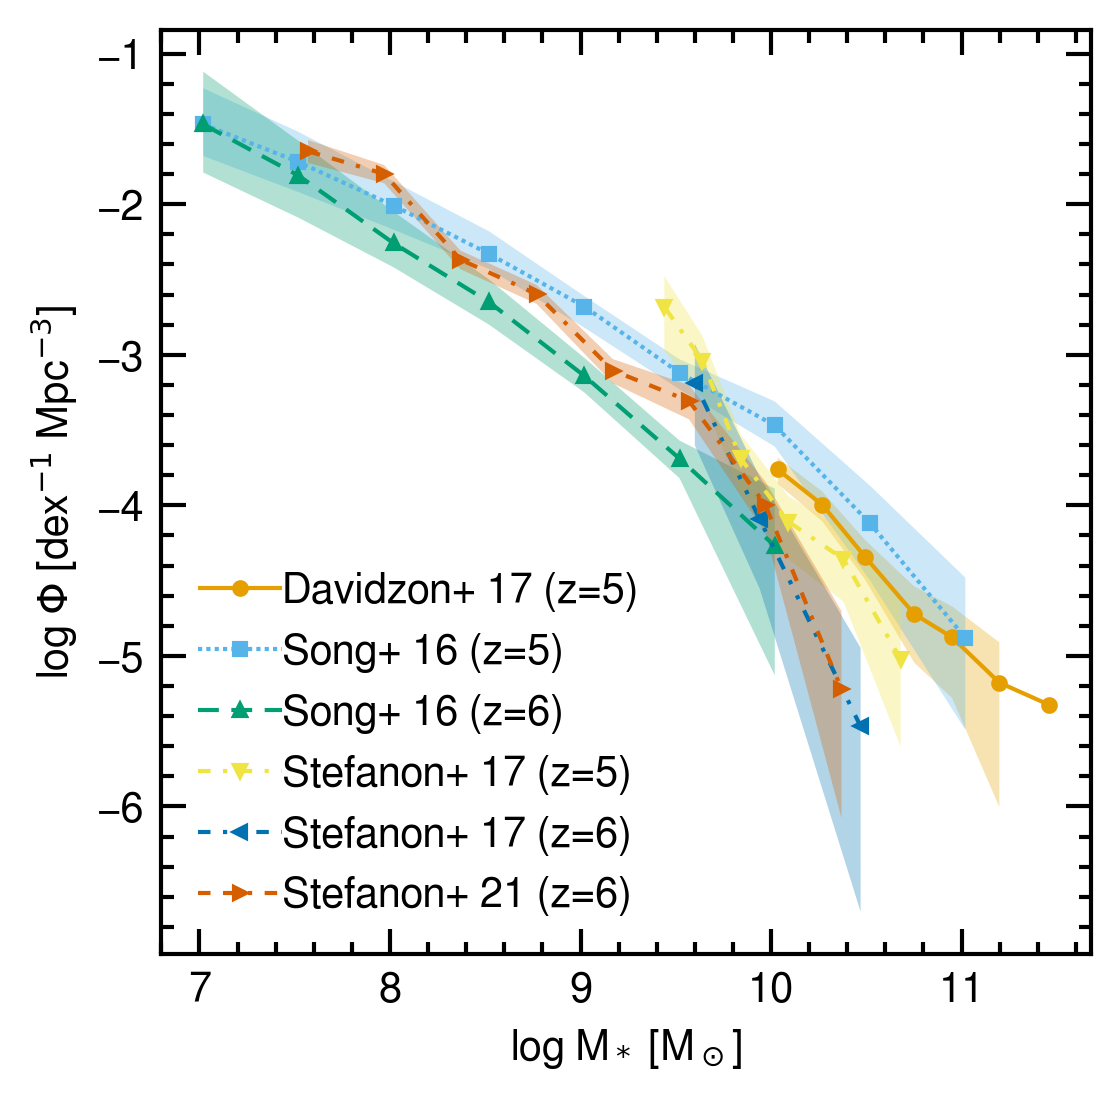 −1
−2
−3
−4
−5
−6
log Φ [dex⁻¹ Mpc⁻³]
Davidzon+ 17 (z=5)
Song+ 16 (z=5)
Song+ 16 (z=6)
Stefanon+ 17 (z=5)
Stefanon+ 17 (z=6)
Stefanon+ 21 (z=6)
7 8 9 10 11
log M* [M⊙]